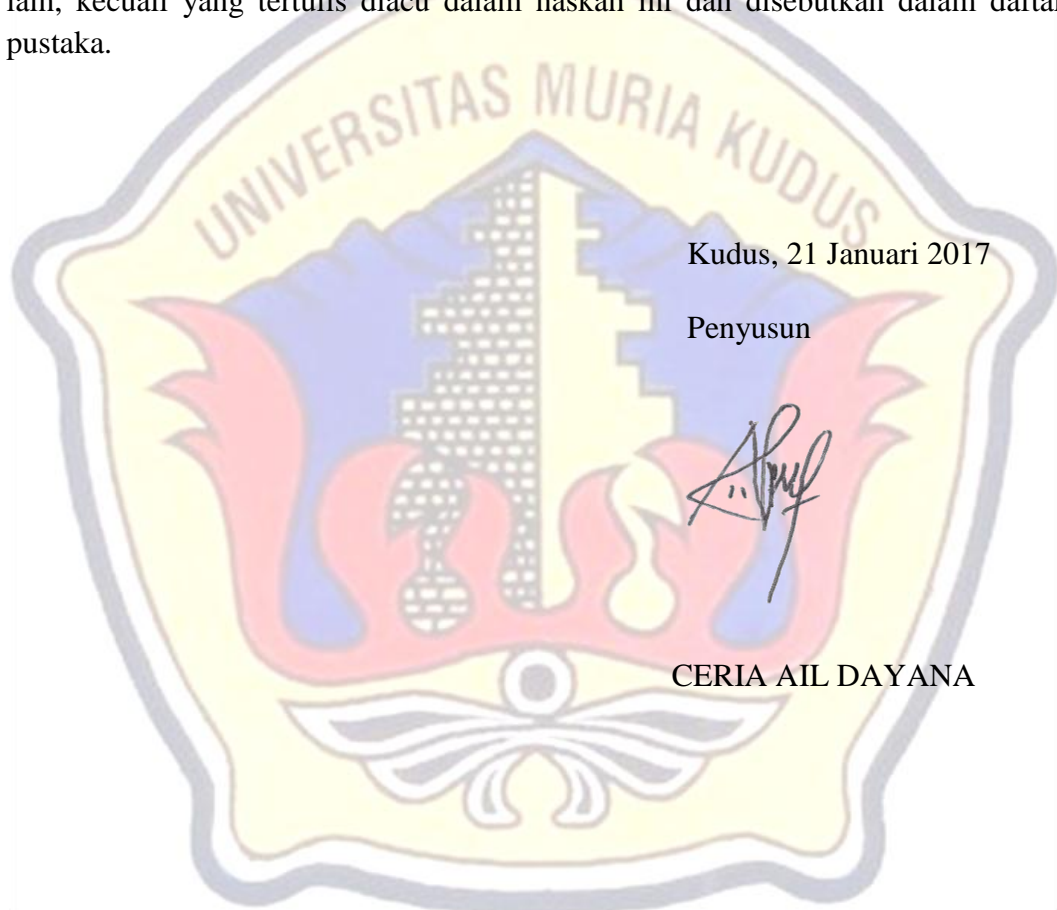 lain, kecuali yang tertulis diacu dalam naskah ini dan disebutkan dalam daftar
pustaka.
UNIVERSITAS MURIA KUDUS
Kudus, 21 Januari 2017
Penyusun
CERIA AIL DAYANA